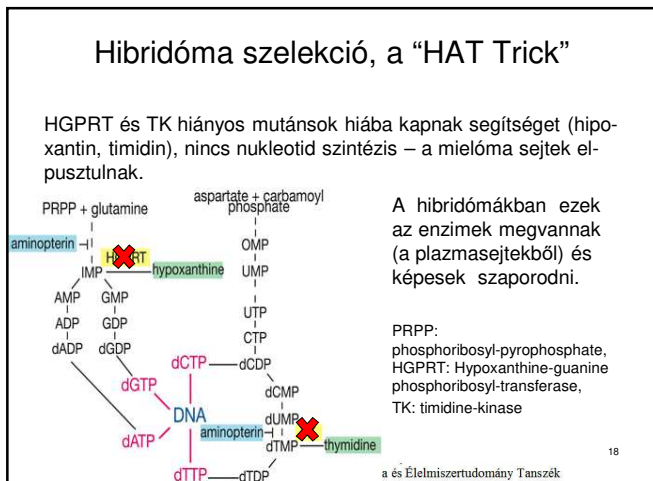 Hibridóma szelekció, a “HAT Trick”
HGPRT és TK hiányos mutánsok hiába kapnak segítséget (hipo-
xantin, timidin), nincs nukleotid szintézis – a mielóma sejtek el-
pusztulnak.
PRPP + glutamine
aminopterin
IMP
hypoxanthine
AMP
GMP
ADP
GDP
dADP
dGDP
dGTP
dATP
DNA
aspartate + carbamoyl
phosphate
OMP
UMP
UTP
CTP
dCTP
dCDP
dCMP
dUMP
aminopterin
dTMP
thymidine
dTTP
dTDP
A hibridómákban ezek
az enzimek megvannak
(a plazmasejtekből) és
képesek szaporodni.
PRPP:
phosphoribosyl-pyrophosphate,
HGPRT: Hypoxanthine-guanine
phosphoribosyl-transferase,
TK: timidine-kinase
18
a és Élelmiszertudomány Tanszék